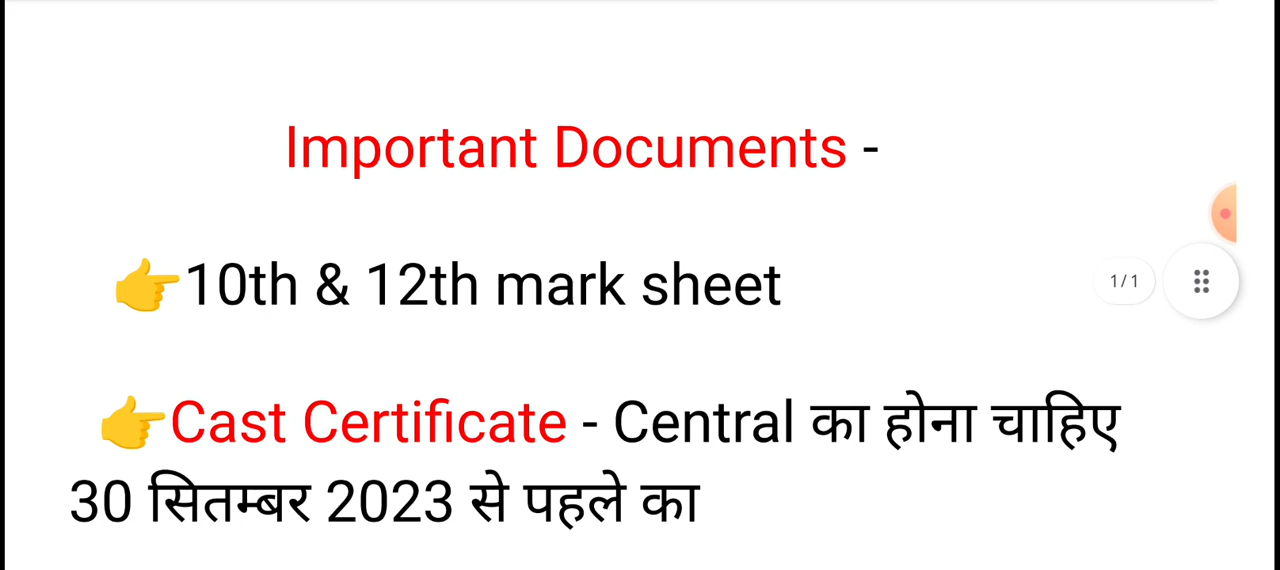 Important Documents -
👉10th & 12th mark sheet
1/1
👉Cast Certificate - Central का होना चाहिए
30 सितम्बर 2023 से पहले का